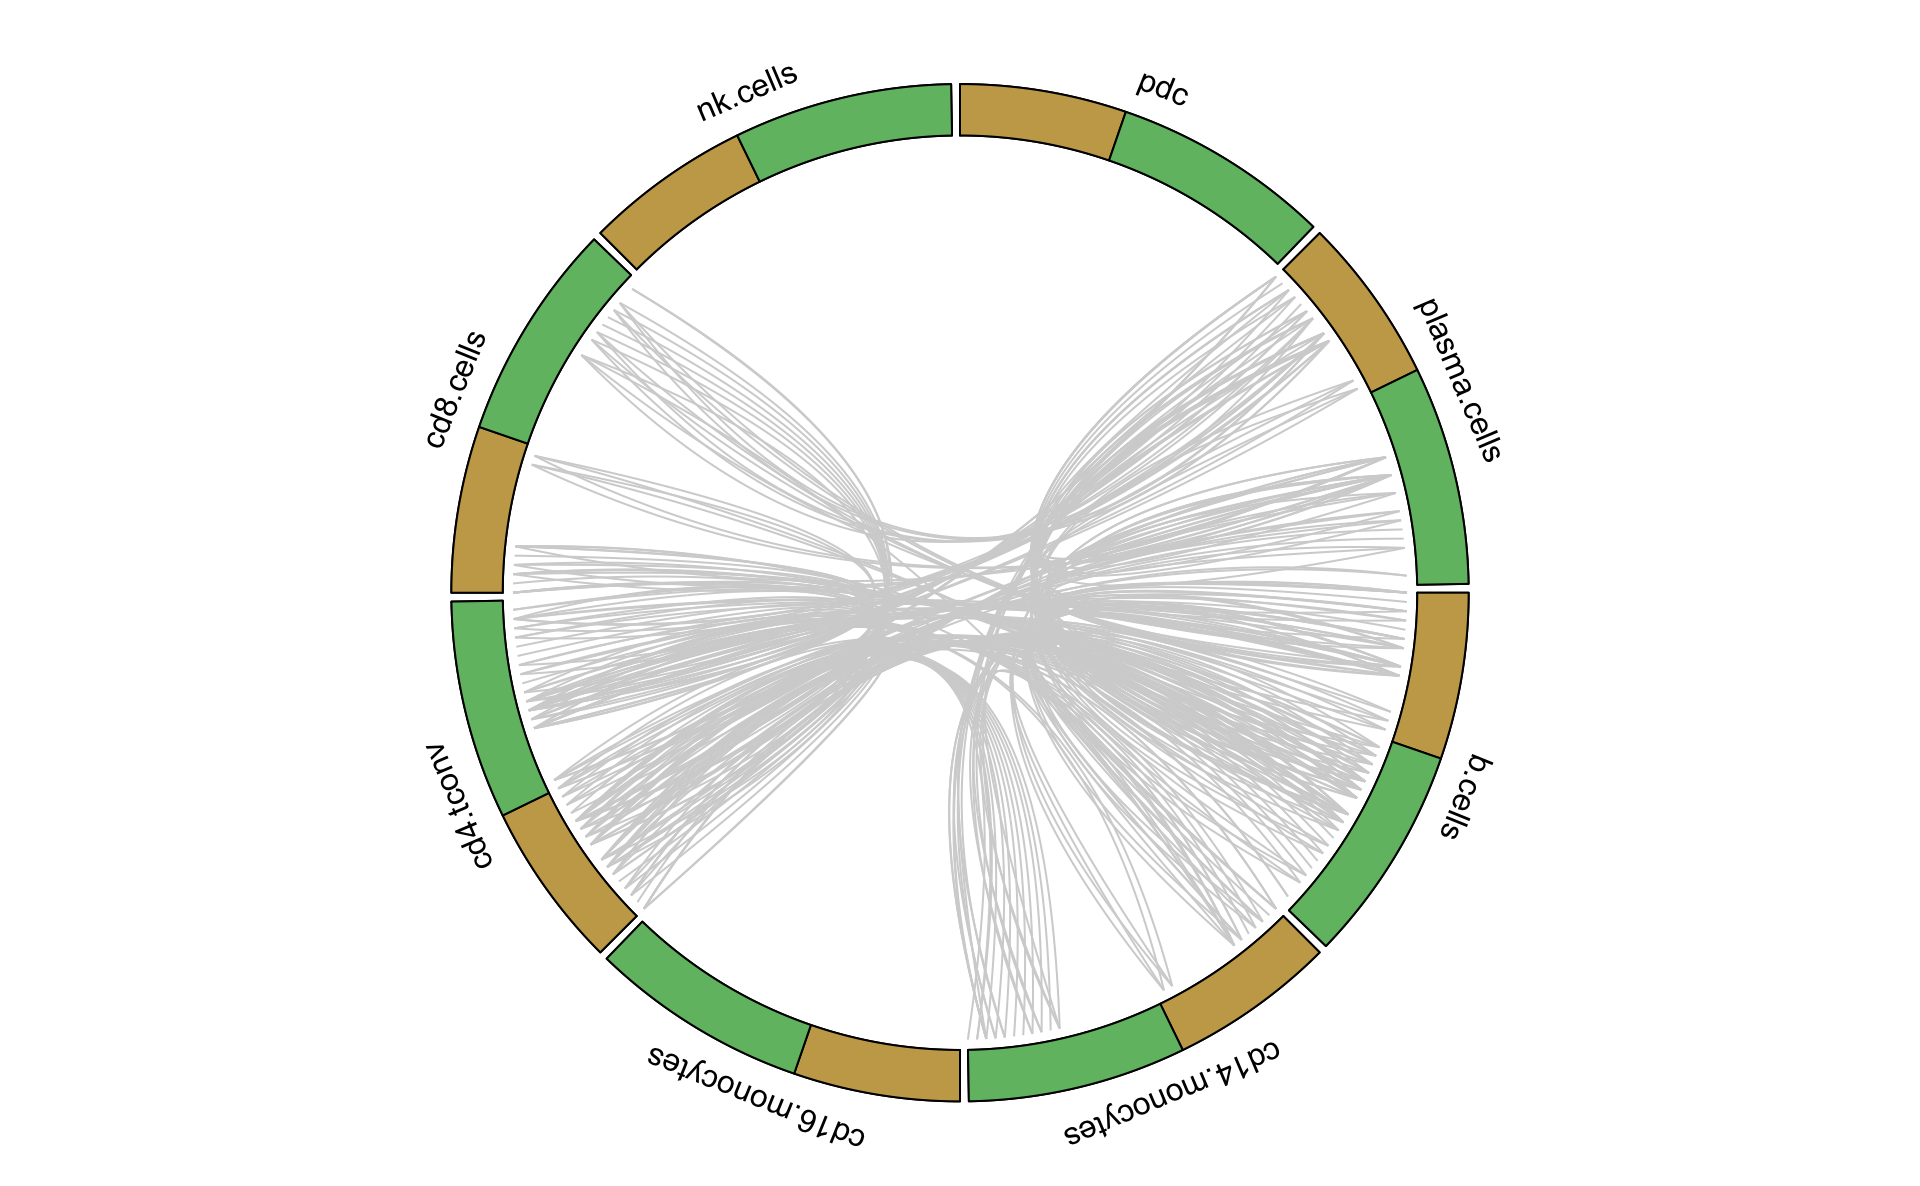 nk.cells
pdc
plasma.cells
b.cells
cd14.monocytes
cd16.monocytes
cd4.tconv
cd8.cells